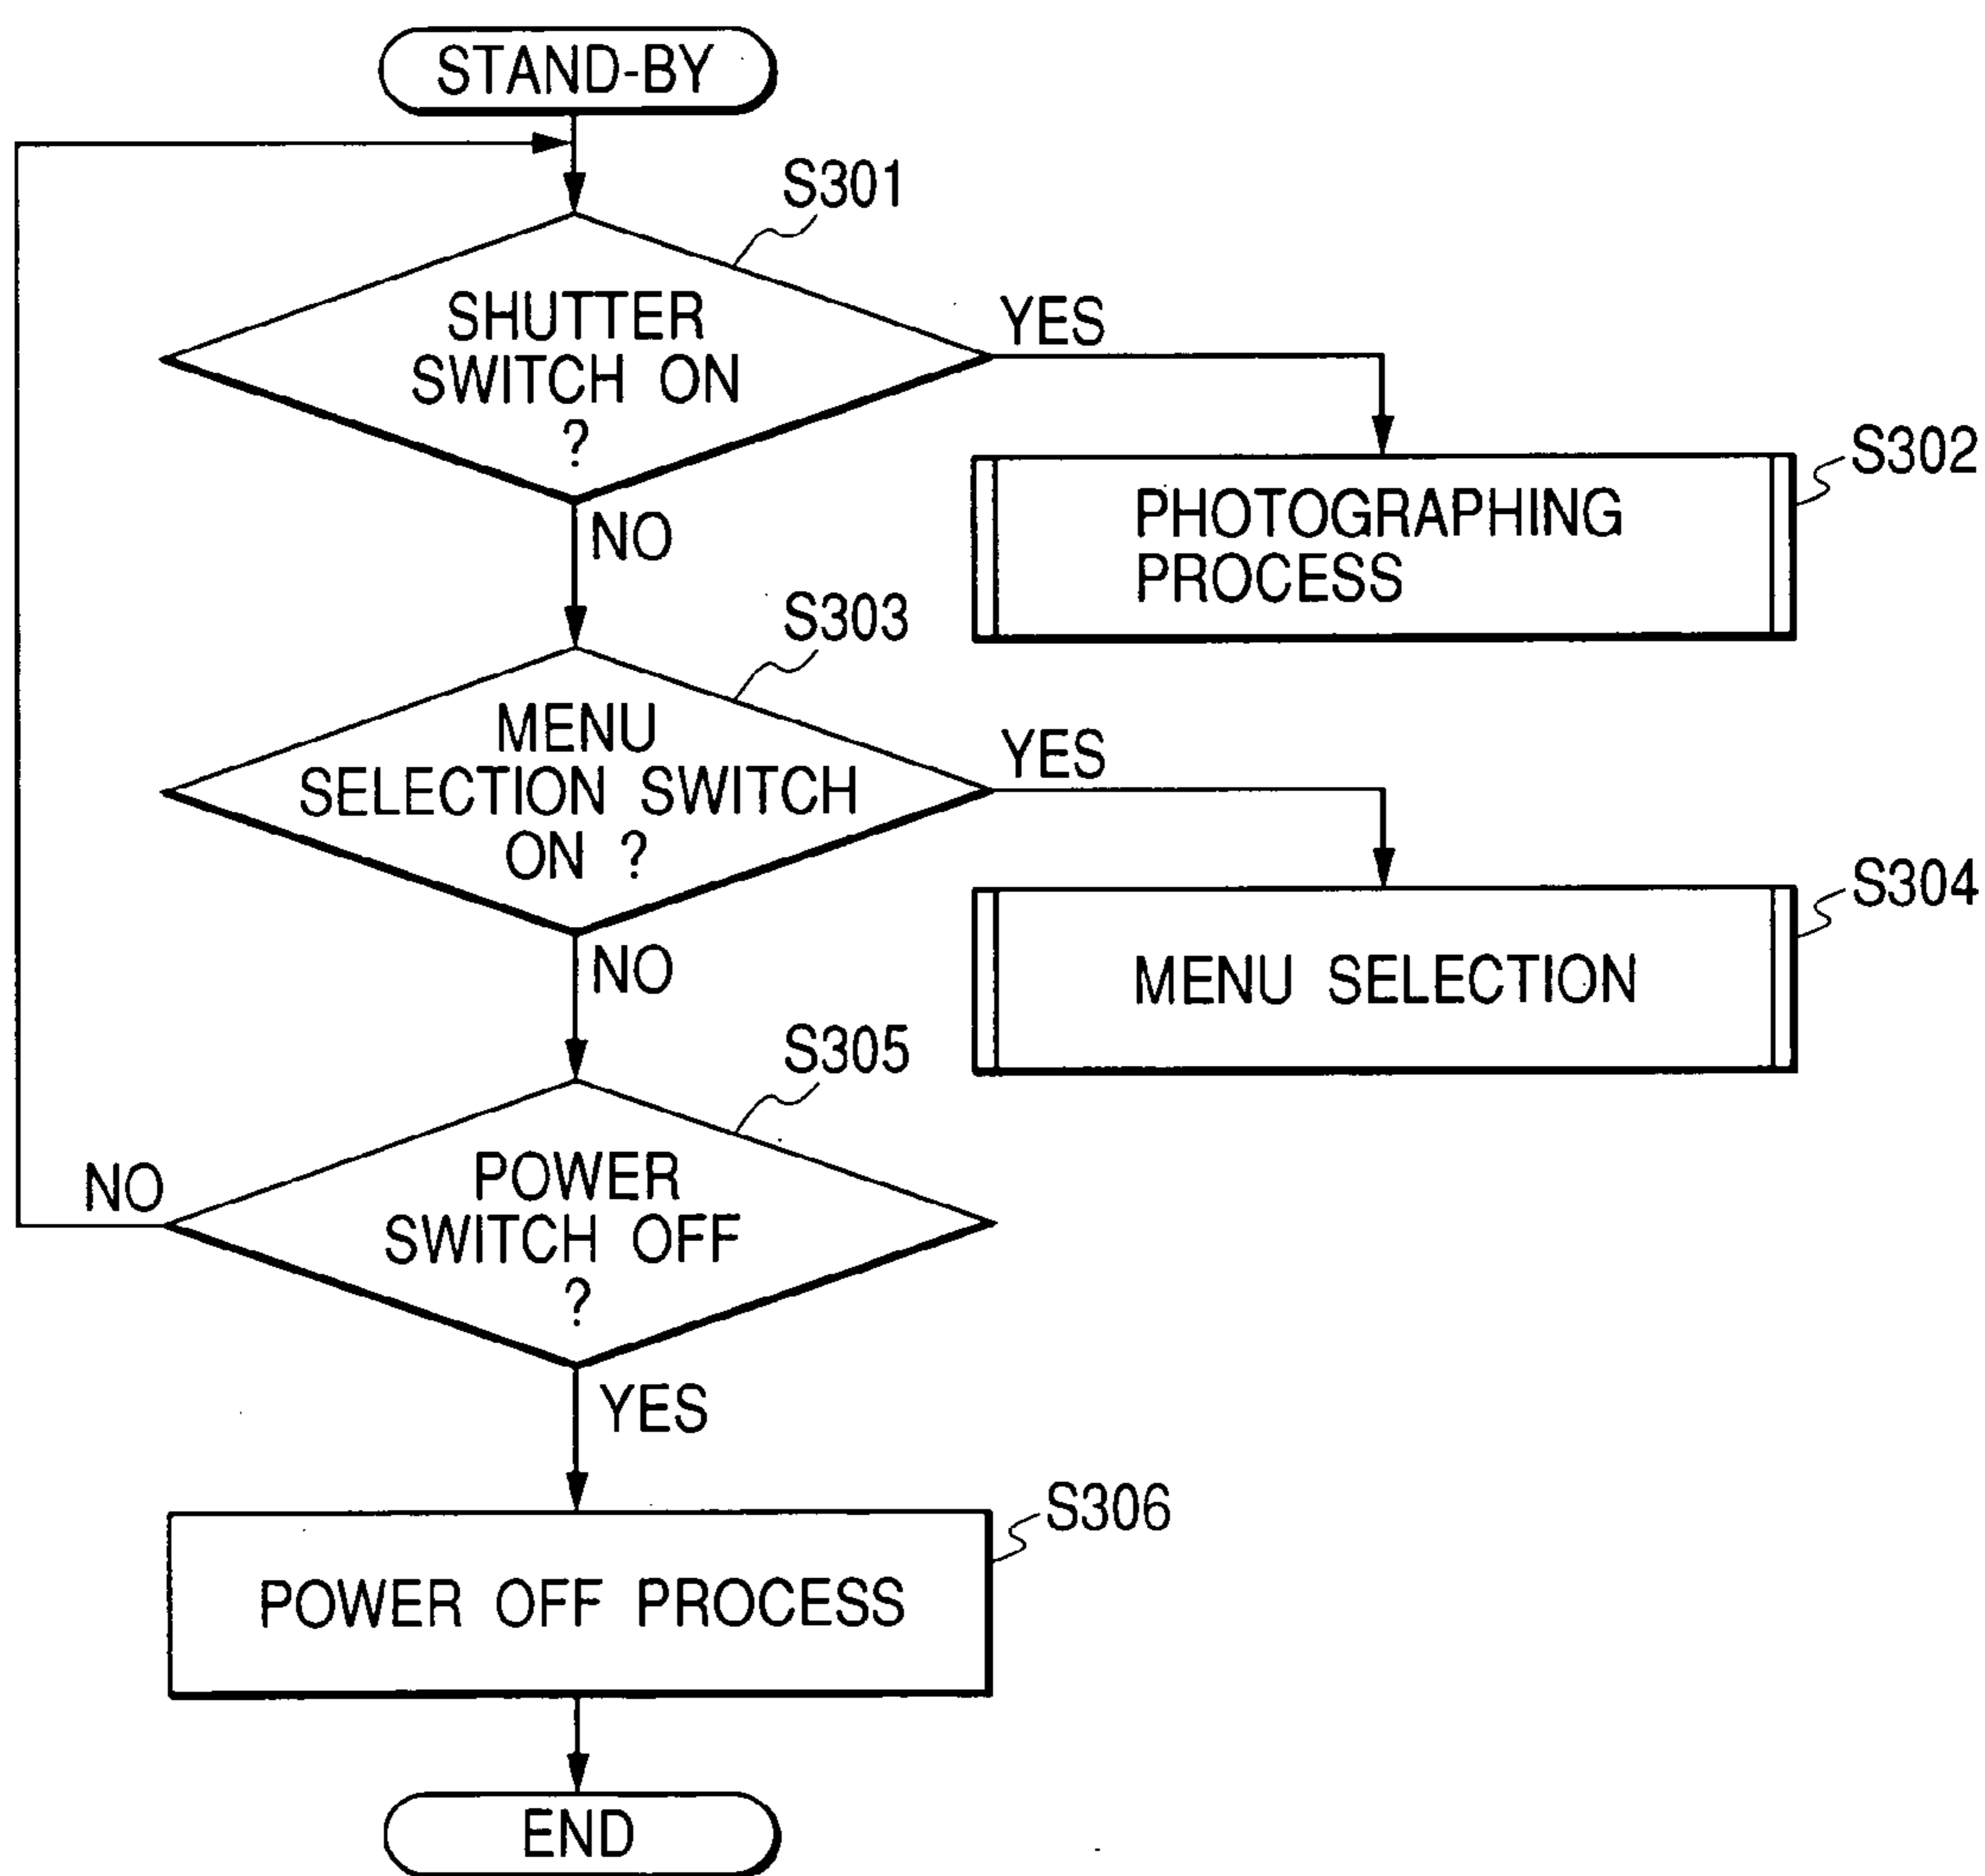 STAND-BY
S301
SHUTTER
SWITCH ON
?
YES
S302
PHOTOGRAPHING
PROCESS
NO
S303
MENU
SELECTION SWITCH
ON ?
YES
S304
MENU SELECTION
NO
S305
POWER
SWITCH OFF
?
NO
YES
S306
POWER OFF PROCESS
END